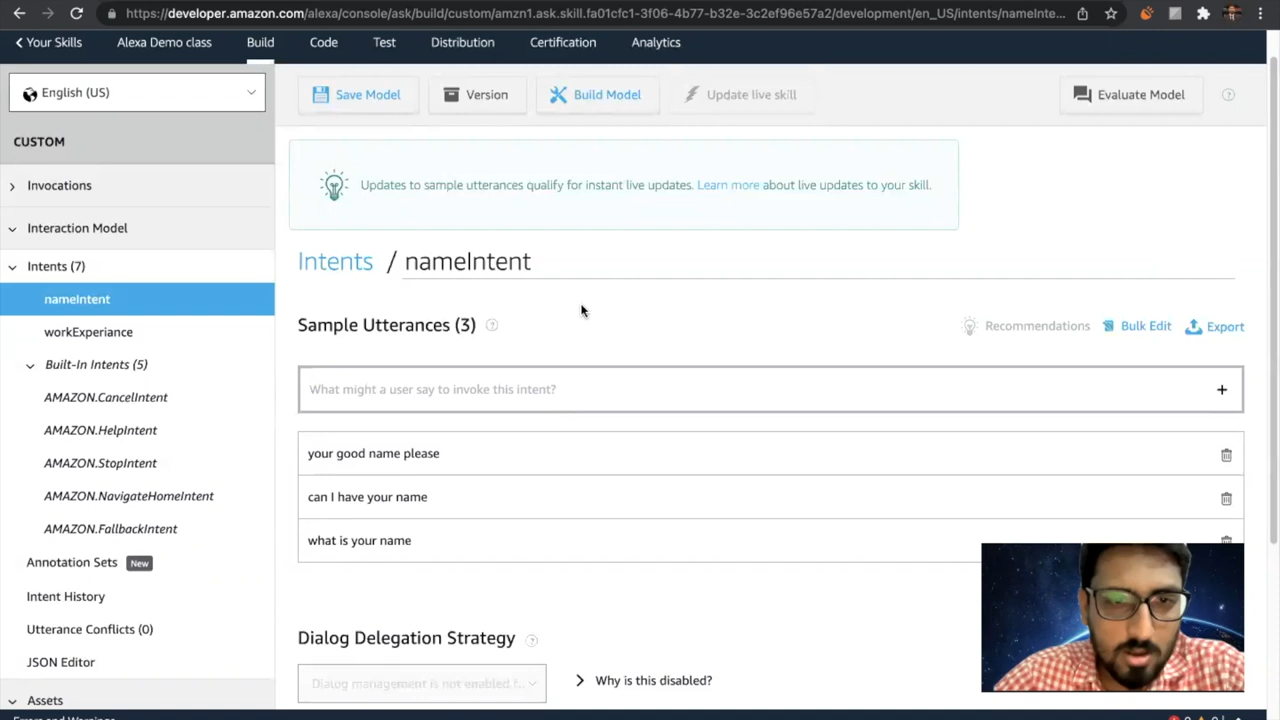 https://developer.amazon.com/alexa/console/ask/build/custom/amzn1.ask.skill.fa01cfc1-3f06-4b77-b32e-3c2ef96e57a2/development/en_US/intents/nameInte...
Your Skills
Alexa Demo class
Build
Code
Test
Distribution
Certification
Analytics
English (US)
Save Model
Version
Build Model
Update live skill
Evaluate Model
CUSTOM
Invocations
Interaction Model
Intents (7)
nameIntent
workExperiance
Built-In Intents (5)
AMAZON.CancelIntent
AMAZON.HelpIntent
AMAZON.StopIntent
AMAZON.NavigateHomeIntent
AMAZON.FallbackIntent
Annotation Sets New
Intent History
Utterance Conflicts (0)
JSON Editor
Assets
Updates to sample utterances qualify for instant live updates. Learn more about live updates to your skill.
Intents / nameIntent
Sample Utterances (3)
Recommendations
Bulk Edit
Export
What might a user say to invoke this intent?
your good name please
can I have your name
what is your name
Dialog Delegation Strategy
Dialog management is not enabled f...
Why is this disabled?